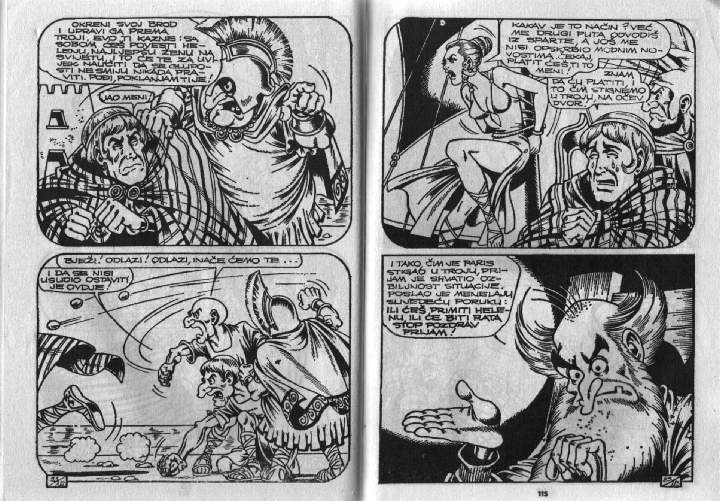 OKRENI SVOJ BROD
I UPRAVI GA PREMA
TROJI. EVO TI KAZNE: SA
SOBOM ĆEŠ POVESTI HE-
LENU, NAJLJEPŠU ŽENU NA
SVIJETU, I TO ĆE TE ZA UV-
IJEK NAUČITI DA SE GLUPO-
STI NE SMIJU NIKADA PRA-
VITI. POĐI, POKLANJAM TI JE!
JAO MENI!
BJEŽI! ODLAZI! ODLAZI, INAČE ĆEMO TE...
I DA SE NISI
USUDIO OSTAVITI
JE OVDJE!
KAKAV JE TO NAČIN? VEĆ
ME DRUGI PUTA ODVODIŠ
IZ SPARTE, A JOŠ ME
NISI OPSKRBIO MODNIM NO-
VOSTIMA. ČEKAJ,
PLATIT ĆEŠ TI TO
MENI!
ZNAM
DA ĆU PLATITI, I
TO ČIM STIGNEMO
U TROJU, NA OČEV
DVOR!
I TAKO, ČIM JE PARIS
STIGAO U TROJU, PRI-
JAM JE SHVATIO OZ-
BILJNOST SITUACIJE.
POSLAO JE MENELAJU
SLIJEDEĆU PORUKU:
ILI ĆEŠ PRIMITI HELE-
NU, ILI ĆE BITI RATA
STOP POZDRAV
PRIJAM!
115